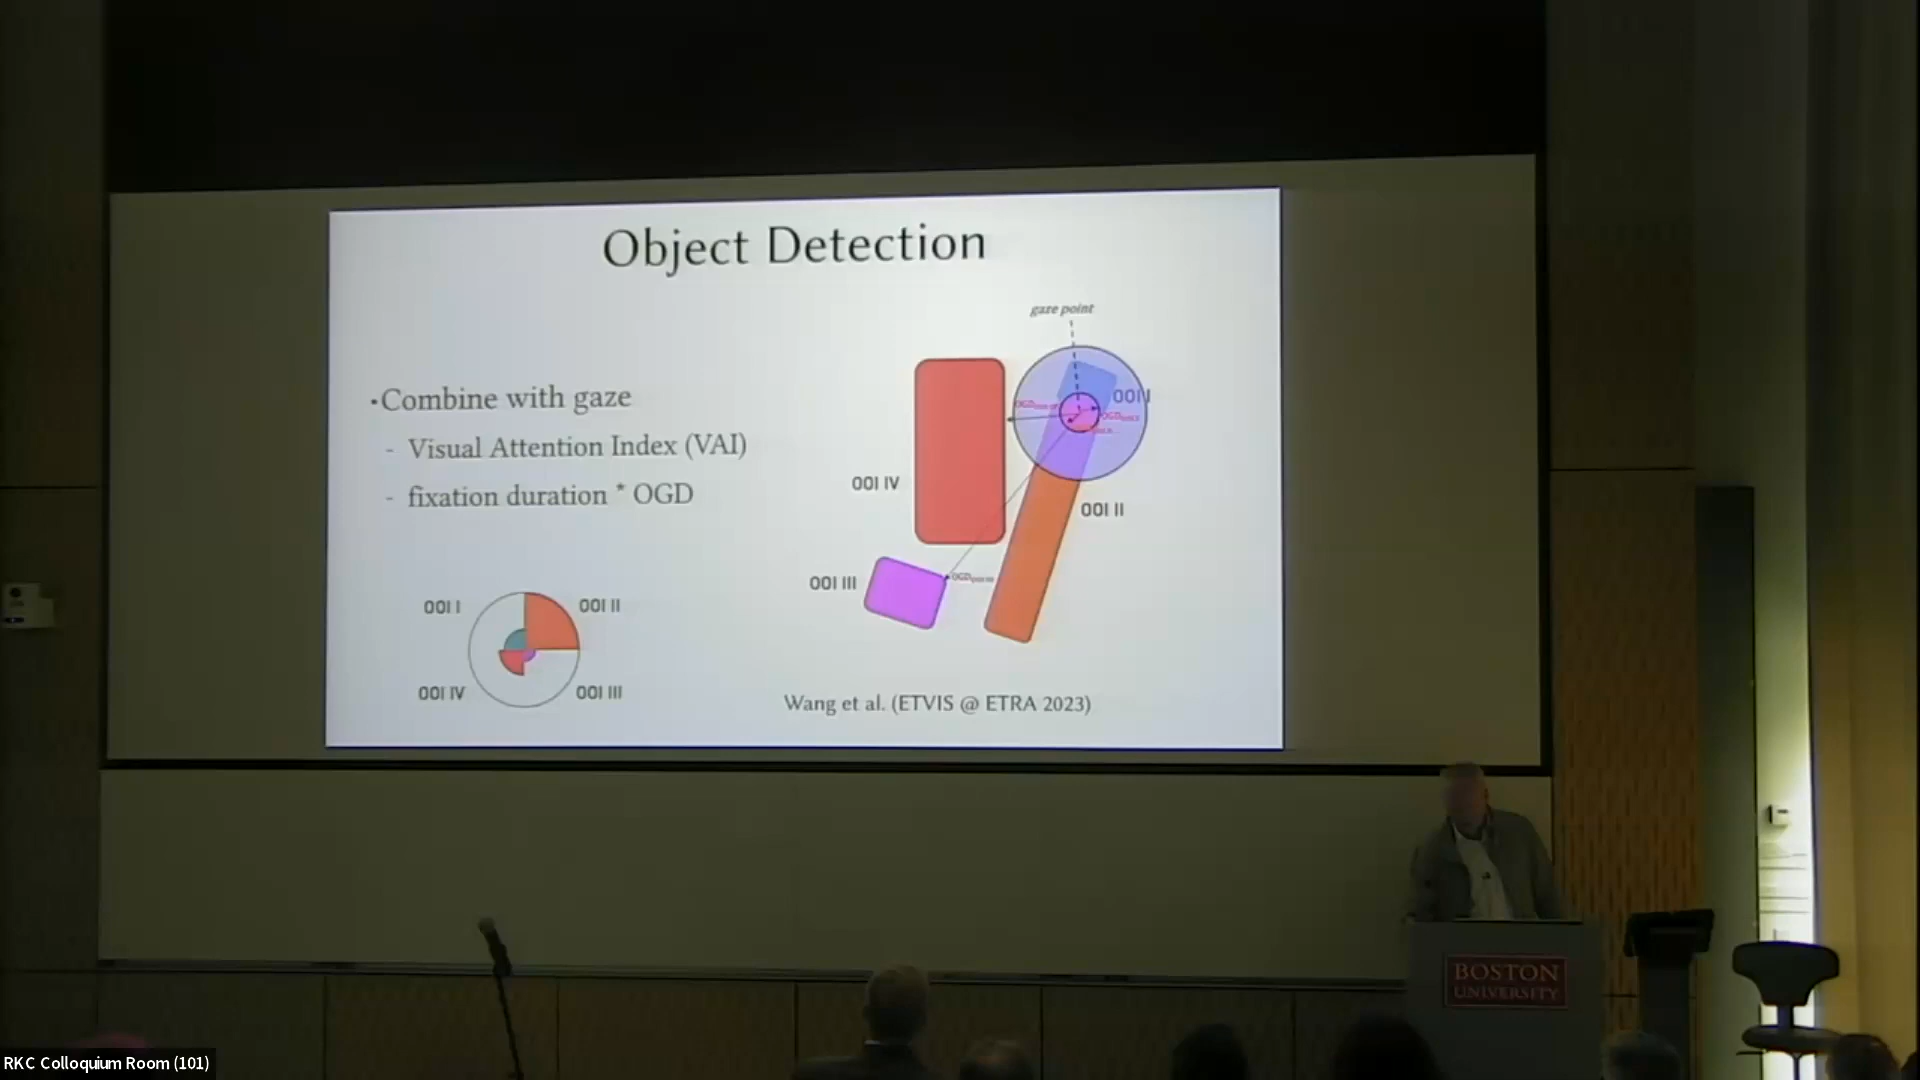 Object Detection
•Combine with gaze
- Visual Attention Index (VAI)
- fixation duration * OGD
gaze point
OOI I
OOI IV
OOI II
OOI III
OOI I
OOI II
OOI IV
OOI III
Wang et al. (ETVIS @ ETRA 2023)
BOSTON
UNIVERSITY
RKC Colloquium Room (101)